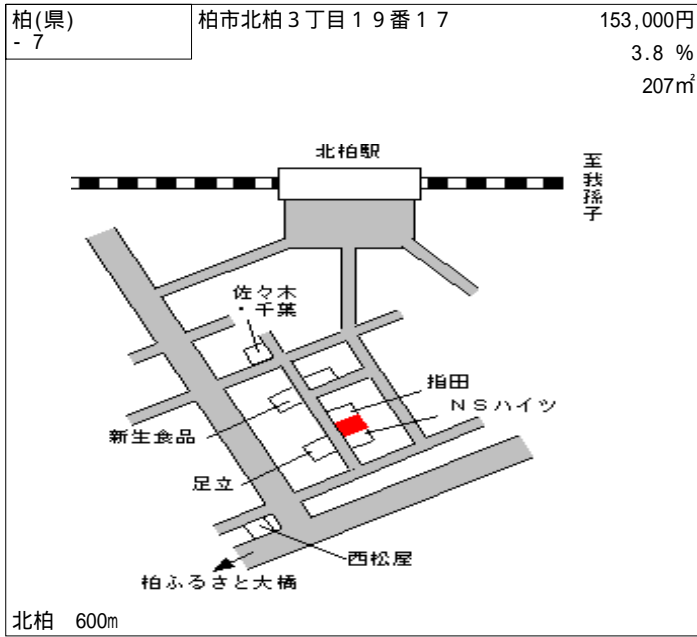 柏(県)
- 7
柏市北柏3丁目19番17
153,000円
3.8 %
207㎡
北柏駅
至我孫子
佐々木
・千葉
指田
NSハイツ
新生食品
足立
西松屋
柏ふるさと大橋
北柏 600m